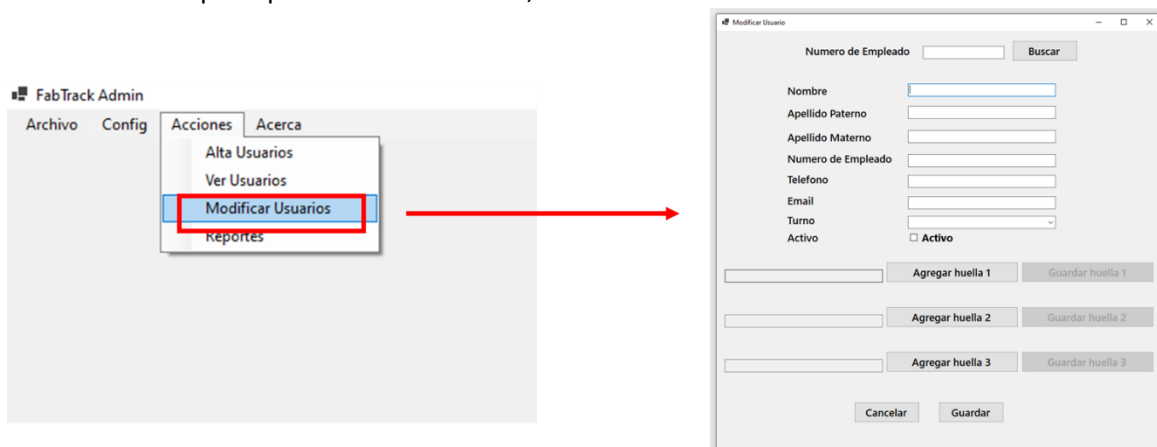 FabTrack Admin
Archivo Config Acciones Acerca
Alta Usuarios
Ver Usuarios
Modificar Usuarios
Reportes
Modificar Usuario
Numero de Empleado Buscar
Nombre
Apellido Paterno
Apellido Materno
Numero de Empleado
Telefono
Email
Turno
Activo Activo
Agregar huella 1 Guardar huella 1
Agregar huella 2 Guardar huella 2
Agregar huella 3 Guardar huella 3
Cancelar Guardar